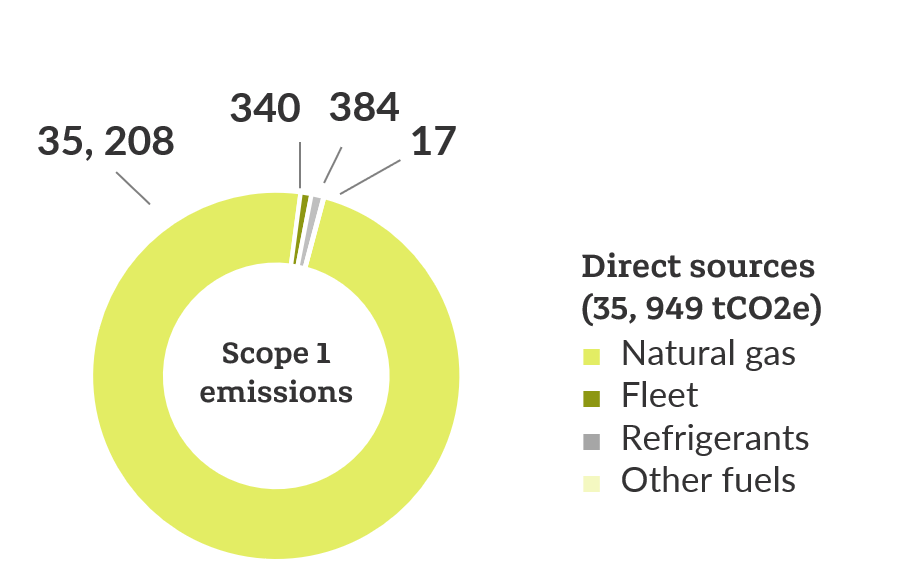 340
384
35, 208
17
Scope 1
emissions
Direct sources
(35, 949 tCO2e)
Natural gas
Fleet
Refrigerants
Other fuels